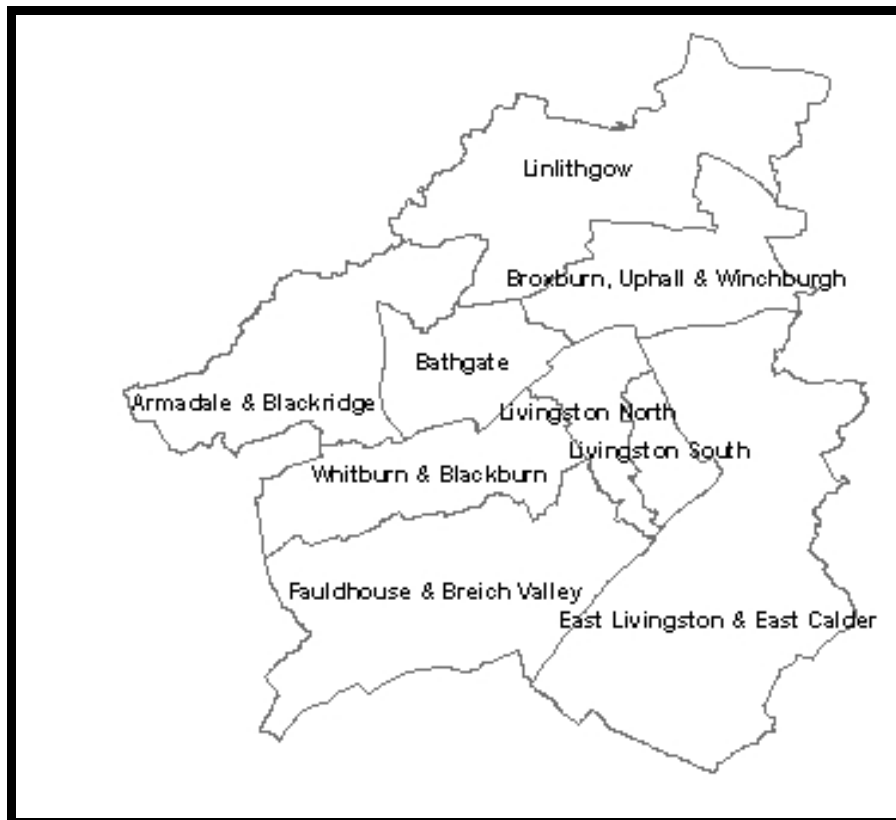 Linlithgow
Broxburn, Uphall & Winchburgh
Bathgate
Armadale & Blackridge
Livingston North
Livingston South
Whitburn & Blackburn
Fauldhouse & Breich Valley
East Livingston & East Calder